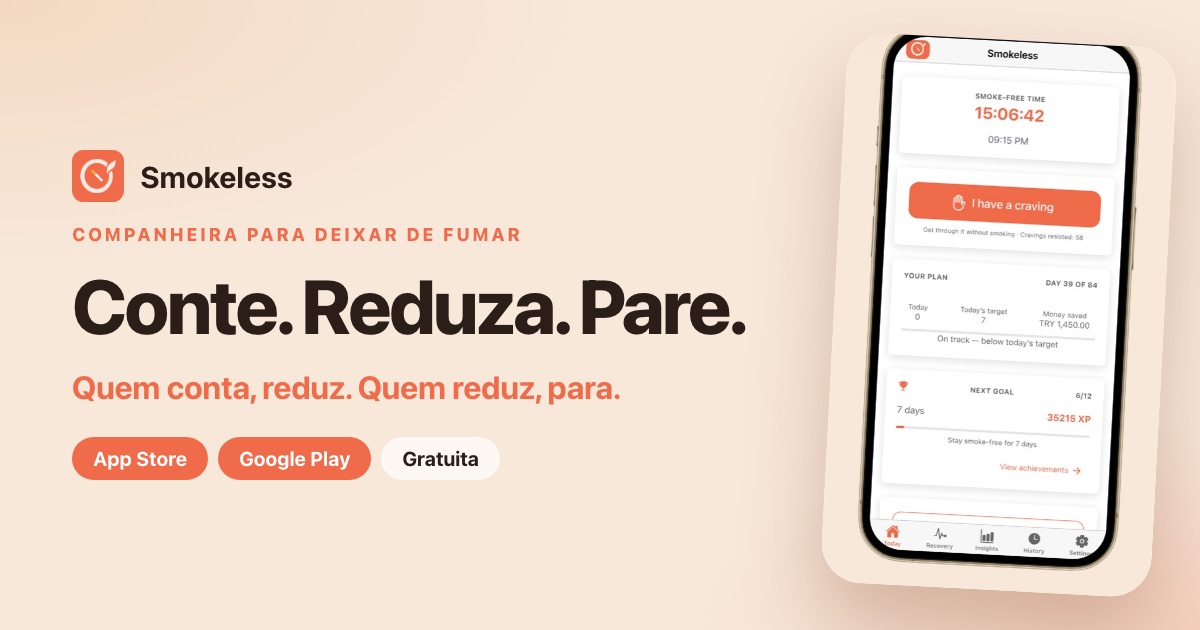 Smokeless
COMPANHEIRA PARA DEIXAR DE FUMAR
Conte. Reduza. Pare.
Quem conta, reduz. Quem reduz, para.
App Store
Google Play
Gratuita
Smokeless
SMOKE-FREE TIME
15:06:42
09:15 PM
I have a craving
Get through it without smoking · Cravings resisted: 58
YOUR PLAN
DAY 39 OF 84
Today
0
Today's target
7
Money saved
TRY 1,450.00
On track — below today's target
NEXT GOAL
6/12
7 days
35215 XP
Stay smoke-free for 7 days
View achievements →
Today
Recovery
Insights
History
Settings